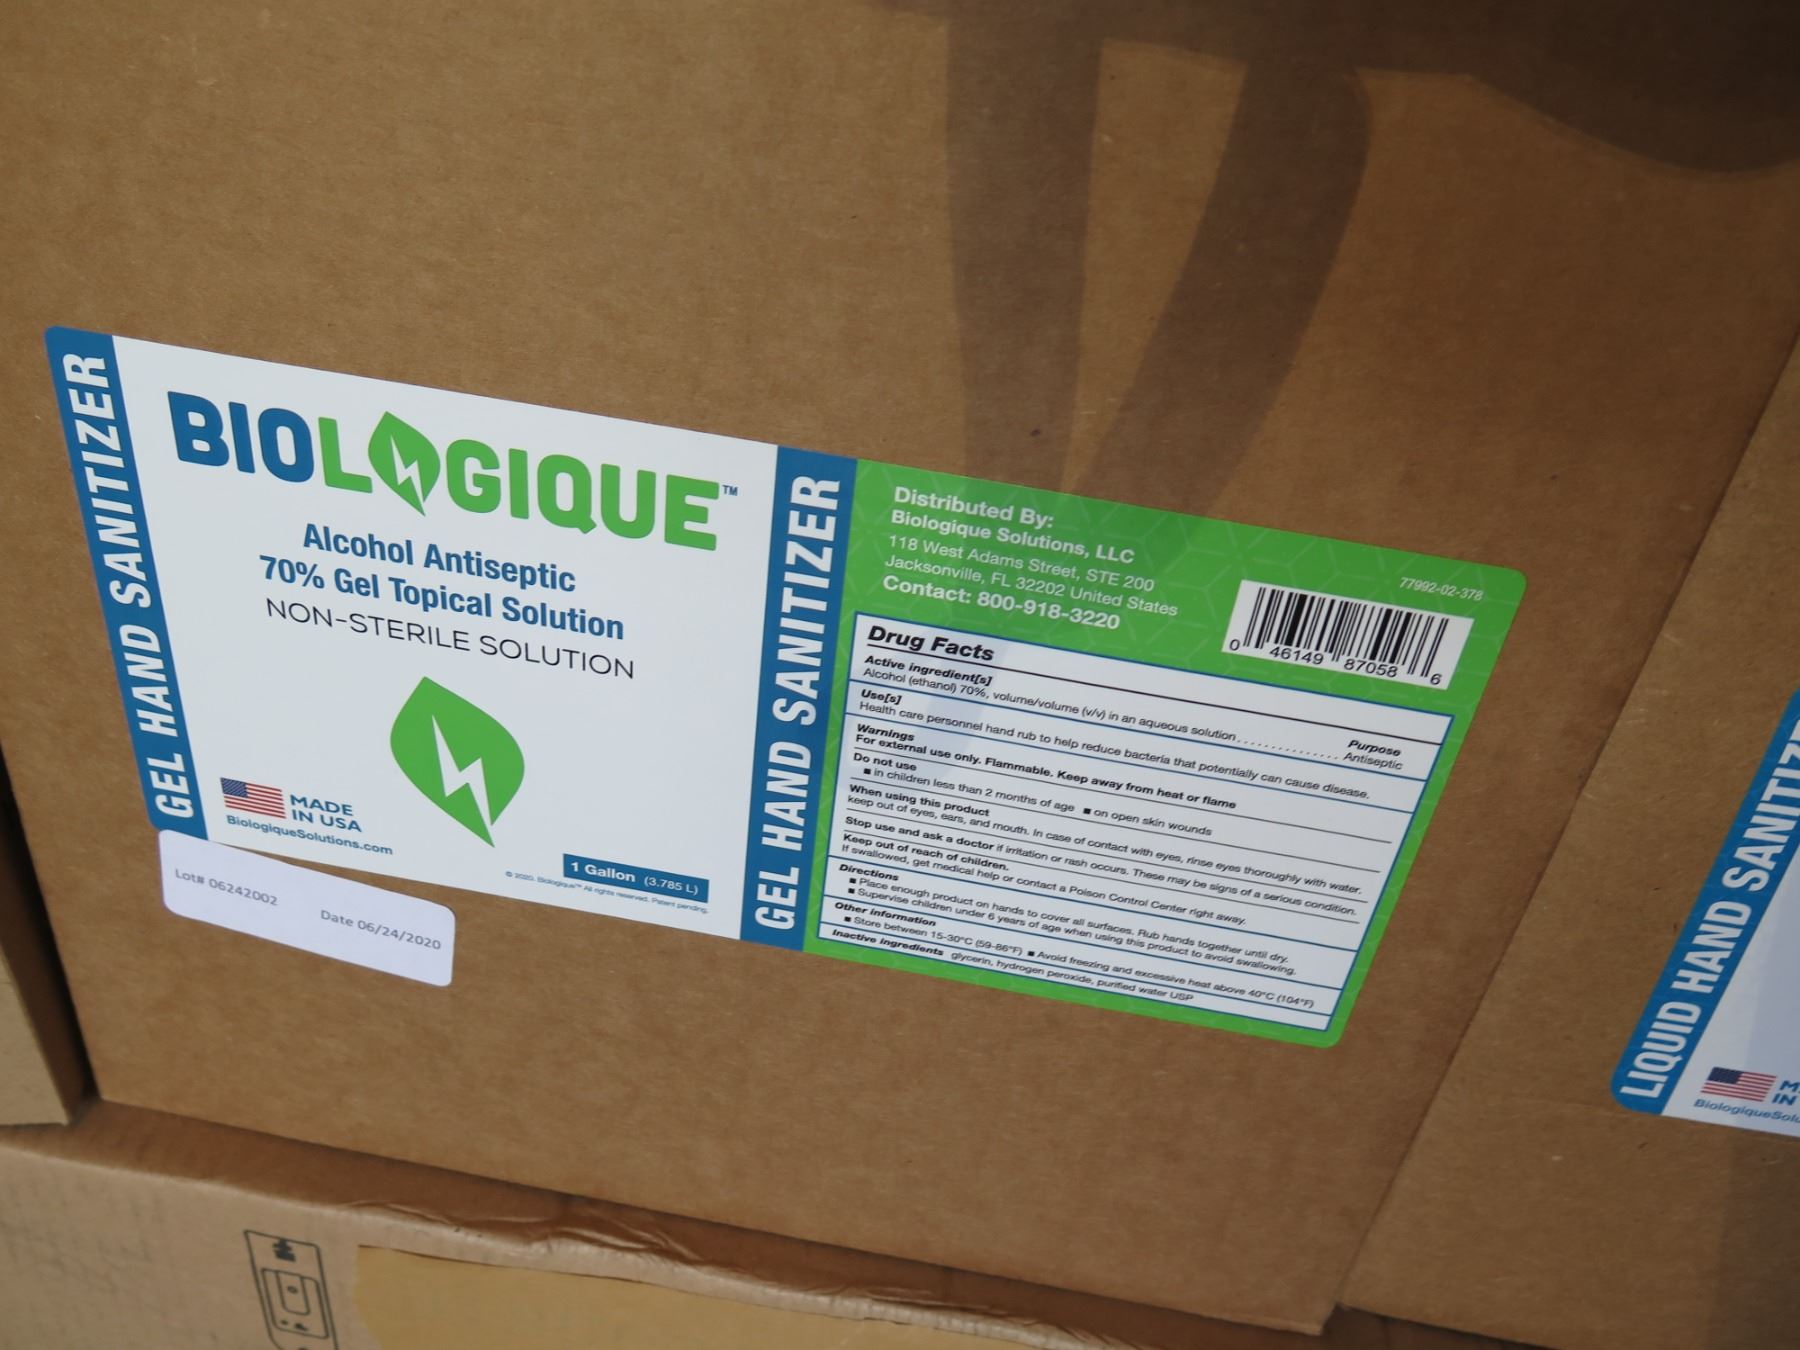 GEL HAND SANITIZER
BIOLOGIQUE™
Alcohol Antiseptic
70% Gel Topical Solution
NON-STERILE SOLUTION
MADE
IN USA
BiologiqueSolutions.com
1 Gallon (3.785 L)
© 2020. Biologique™ All rights reserved. Patent pending.
Lot# 06242002
Date 06/24/2020
GEL HAND SANITIZER
Distributed By:
Biologique Solutions, LLC
118 West Adams Street, STE 200
Jacksonville, FL 32202 United States
Contact: 800-918-3220
77992-02-378
0 46149 87058 6
Drug Facts
Active ingredient[s]
Purpose
Alcohol (ethanol) 70%, volume/volume (v/v) in an aqueous solution.............. Antiseptic
Use[s]
Health care personnel hand rub to help reduce bacteria that potentially can cause disease.
Warnings
For external use only. Flammable. Keep away from heat or flame
Do not use
■ in children less than 2 months of age ■ on open skin wounds
When using this product
keep out of eyes, ears, and mouth. In case of contact with eyes, rinse eyes thoroughly with water.
Stop use and ask a doctor if irritation or rash occurs. These may be signs of a serious condition.
Keep out of reach of children.
If swallowed, get medical help or contact a Poison Control Center right away.
Directions
■ Place enough product on hands to cover all surfaces. Rub hands together until dry.
■ Supervise children under 6 years of age when using this product to avoid swallowing.
Other information
■ Store between 15-30°C (59-86°F) ■ Avoid freezing and excessive heat above 40°C (104°F)
Inactive ingredients glycerin, hydrogen peroxide, purified water USP
LIQUID HAND SANITIZ
M
IN
BiologiqueSol